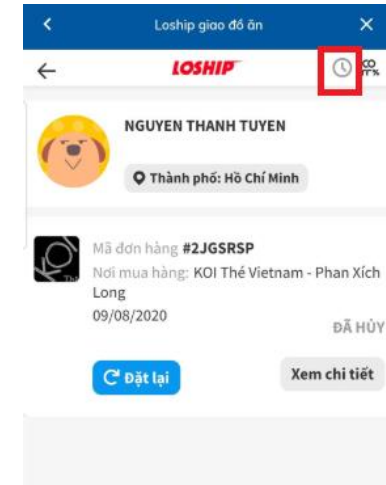 Loship giao đồ ăn
LOSHIP
NGUYEN THANH TUYEN
Thành phố: Hồ Chí Minh
Mã đơn hàng #2JGSRSP
Nơi mua hàng: KOI Thé Vietnam - Phan Xích
Long
09/08/2020
ĐÃ HỦY
Đặt lại
Xem chi tiết